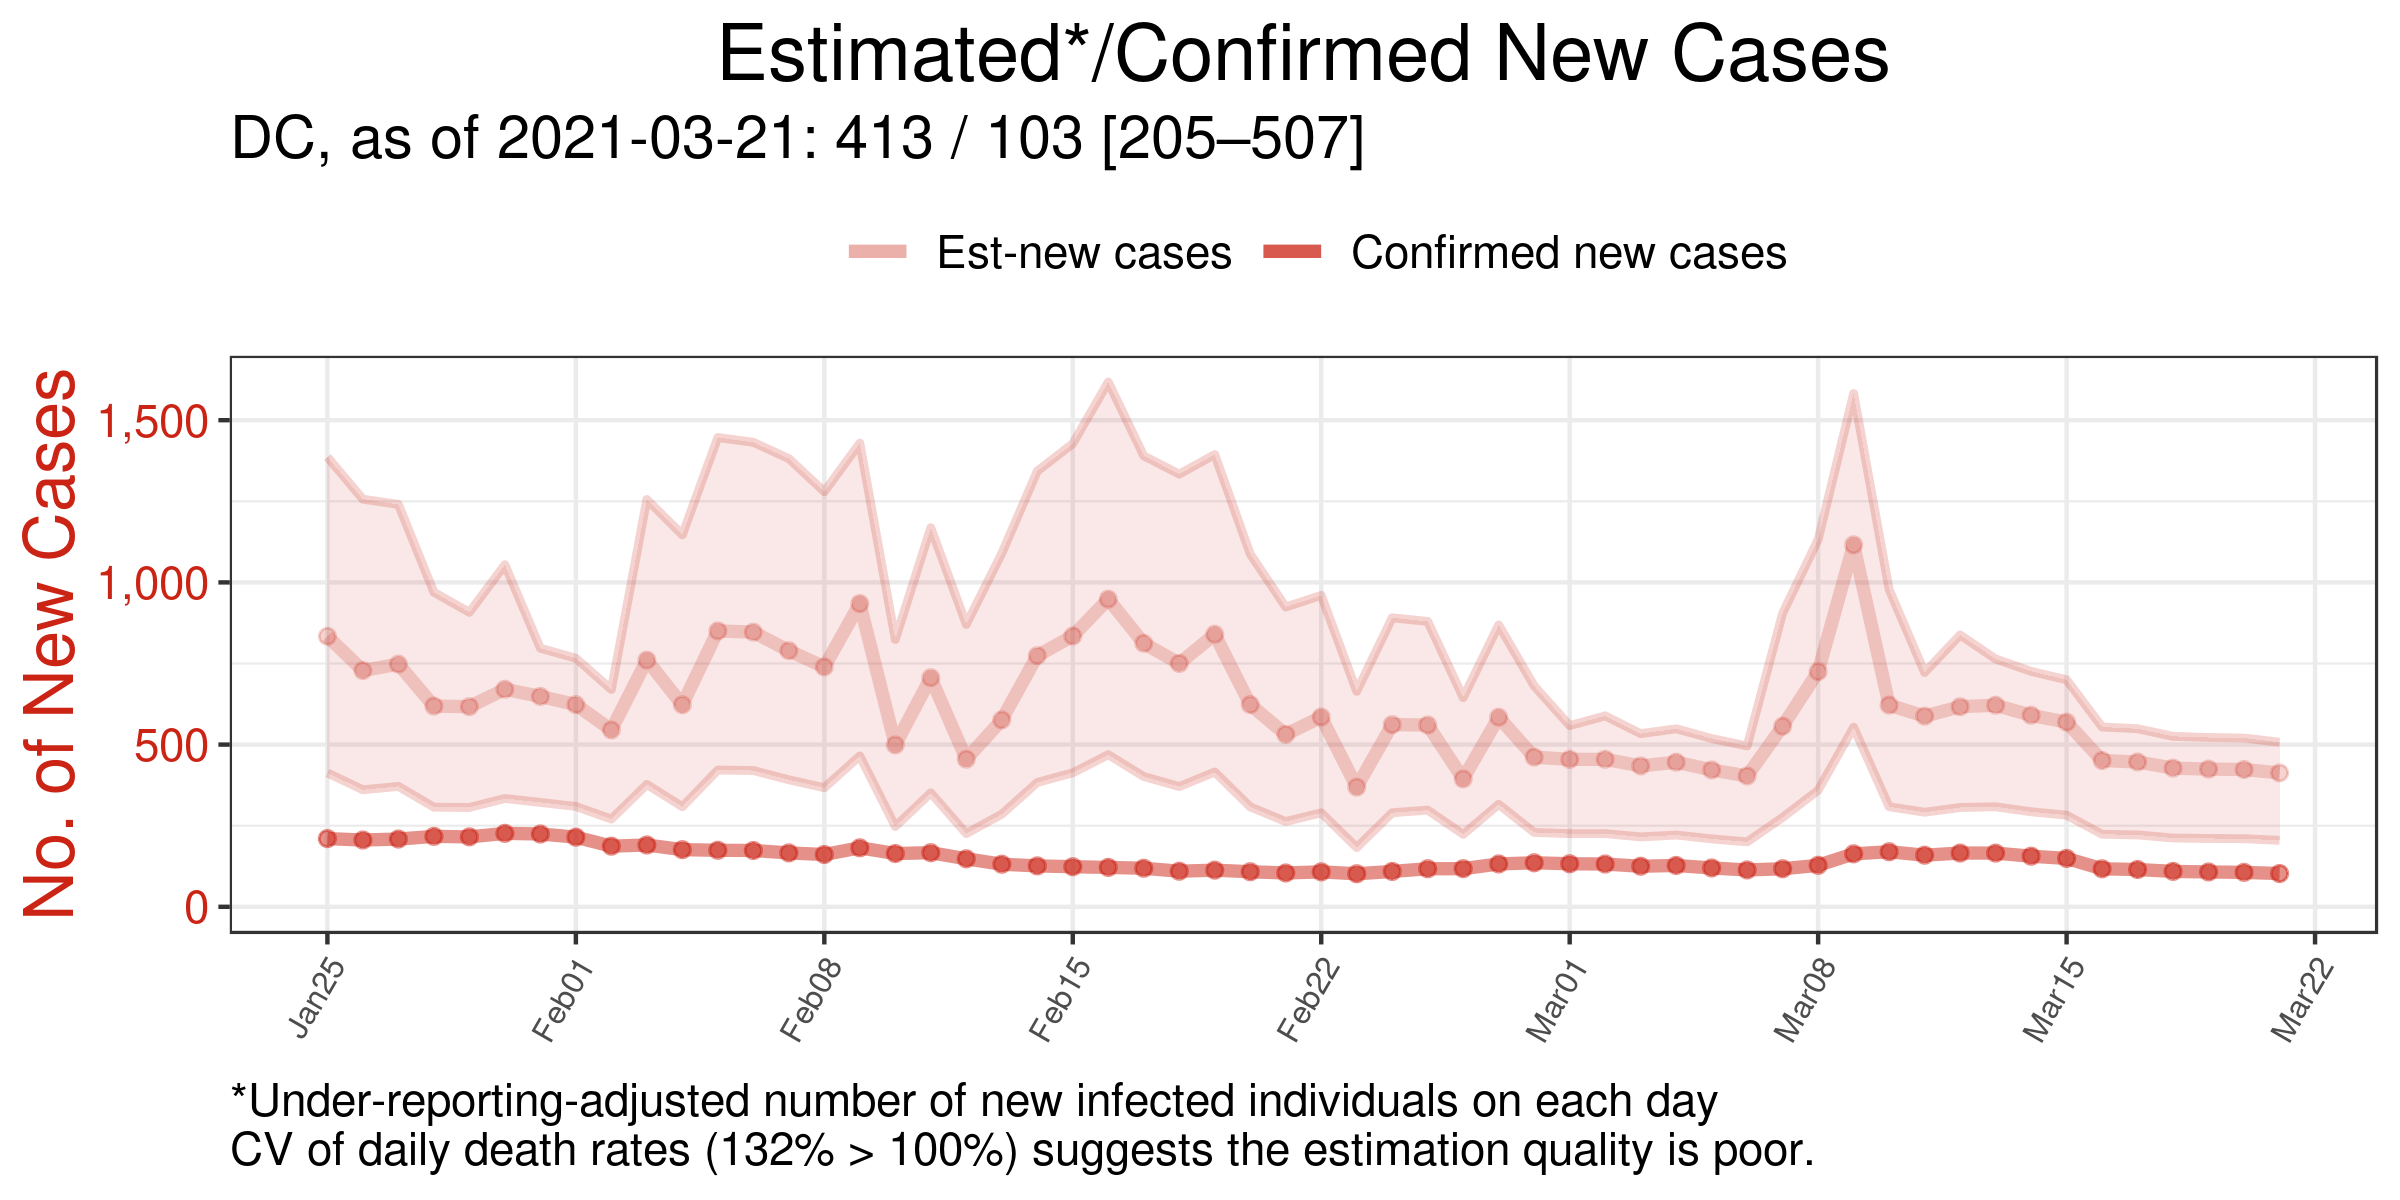 Estimated*/Confirmed New Cases
DC, as of 2021-03-21: 413 / 103 [205–507]
Est-new cases
Confirmed new cases
No. of New Cases
1,500
1,000
500
0
Jan25
Feb01
Feb08
Feb15
Feb22
Mar01
Mar08
Mar15
Mar22
*Under-reporting-adjusted number of new infected individuals on each day
CV of daily death rates (132% > 100%) suggests the estimation quality is poor.